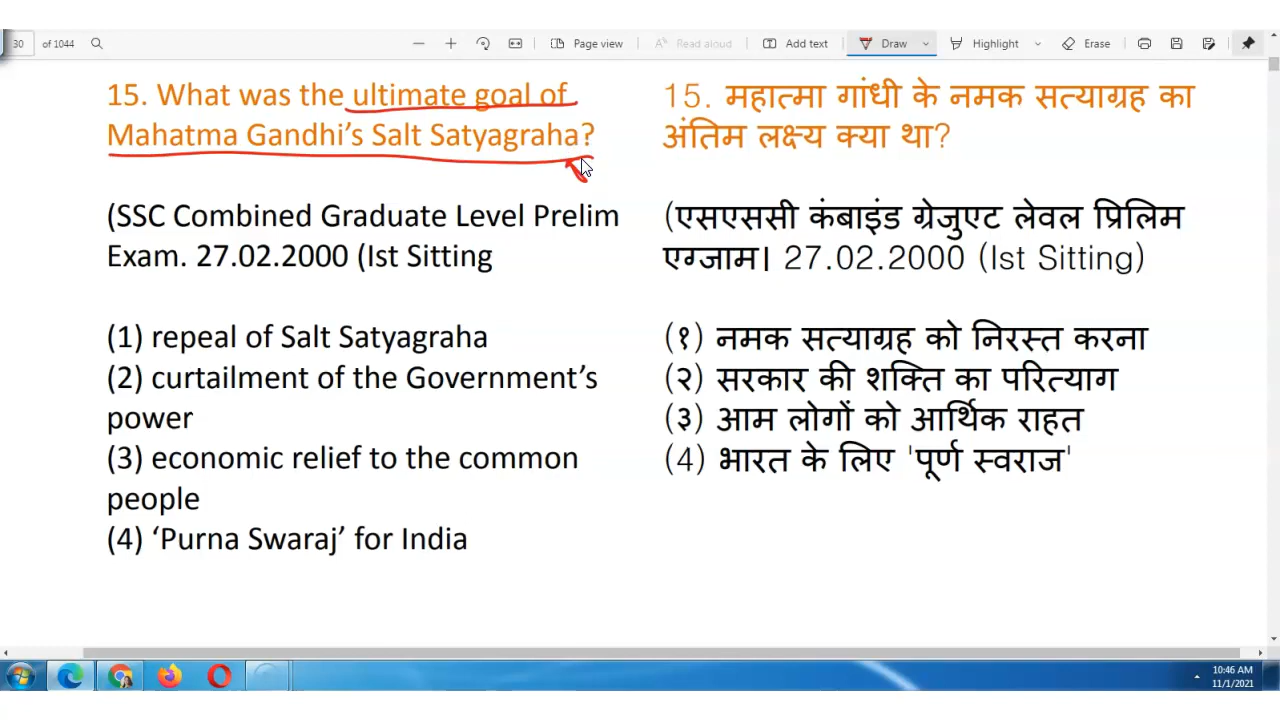 30 of 1044 Page view Read aloud Add text Draw Highlight Erase
15. What was the ultimate goal of
Mahatma Gandhi's Salt Satyagraha?
(SSC Combined Graduate Level Prelim
Exam. 27.02.2000 (Ist Sitting
(1) repeal of Salt Satyagraha
(2) curtailment of the Government's
power
(3) economic relief to the common
people
(4) ‘Purna Swaraj’ for India
15. महात्मा गांधी के नमक सत्याग्रह का
अंतिम लक्ष्य क्या था?
(एसएससी कंबाइंड ग्रेजुएट लेवल प्रिलिम
एग्जाम। 27.02.2000 (Ist Sitting)
(१) नमक सत्याग्रह को निरस्त करना
(२) सरकार की शक्ति का परित्याग
(३) आम लोगों को आर्थिक राहत
(4) भारत के लिए 'पूर्ण स्वराज'
10:46 AM
11/1/2021